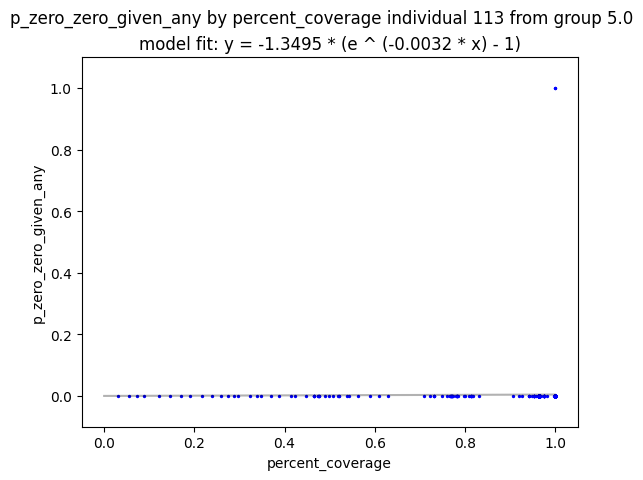 p_zero_zero_given_any by percent_coverage individual 113 from group 5.0
model fit: y = -1.3495 * (e ^ (-0.0032 * x) - 1)
1.0
0.8
0.6
0.4
0.2
0.0
p_zero_zero_given_any
0.0 0.2 0.4 0.6 0.8 1.0
percent_coverage